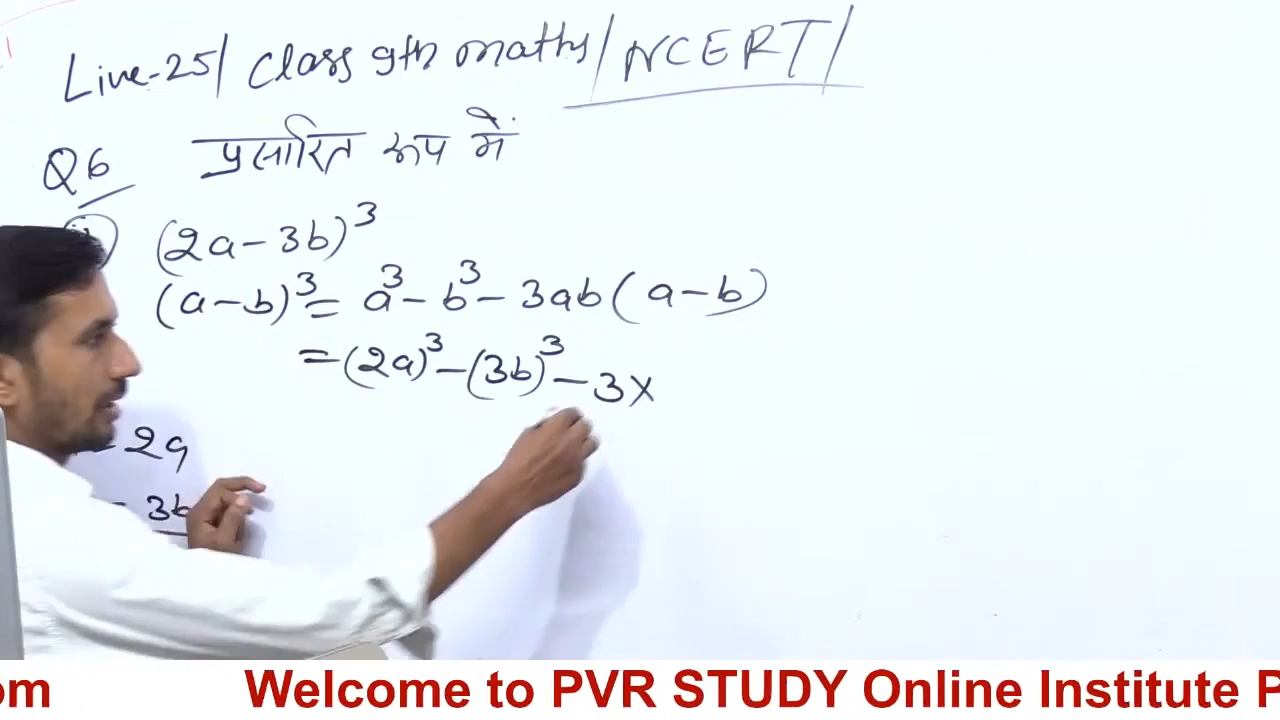 Live-25/ Class 9th maths/NCERT/
Q6 प्रसारित रूप में
(2a-3b)³
(a-b)³= a³-b³-3ab(a-b)
=(2a)³-(3b)³-3×
2a
3b
om Welcome to PVR STUDY Online Institute P